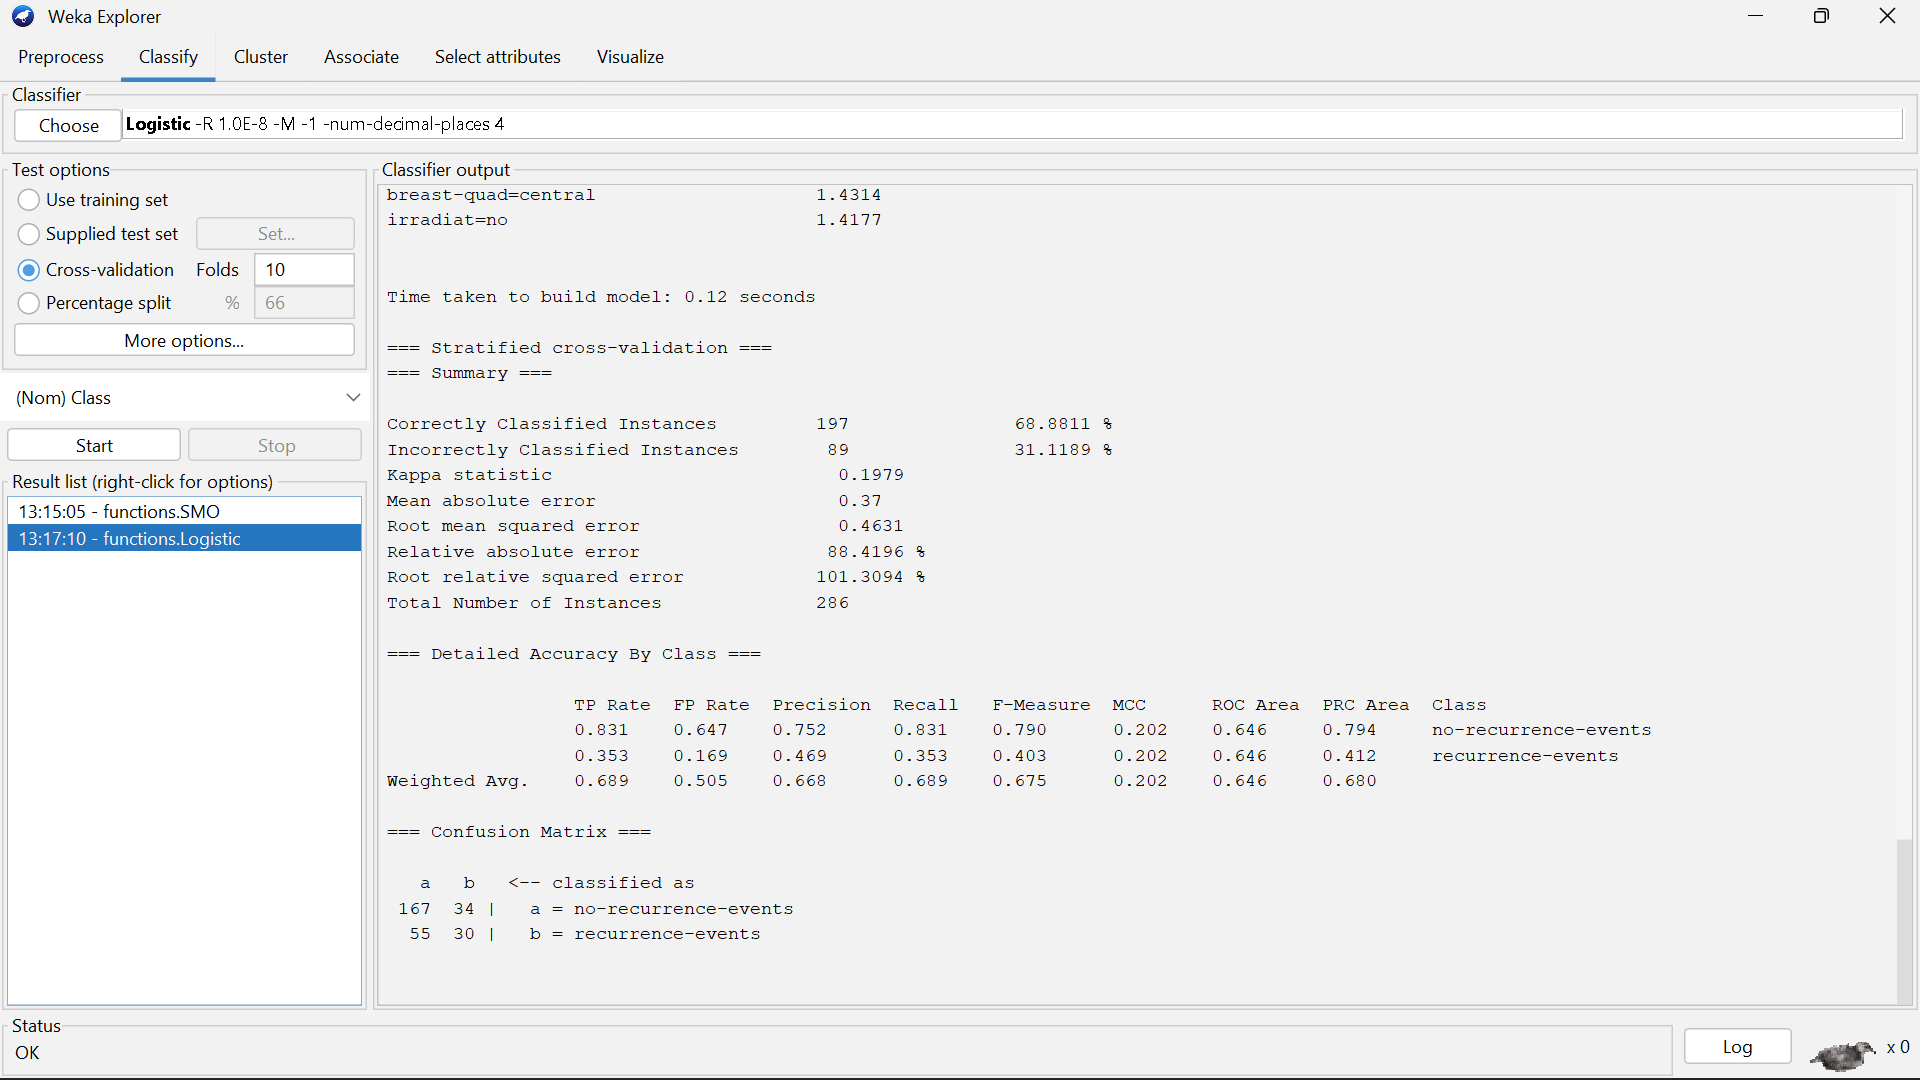 Weka Explorer
Preprocess Classify Cluster Associate Select attributes Visualize
Classifier
Choose Logistic -R 1.0E-8 -M -1 -num-decimal-places 4
Test options
Use training set
Supplied test set Set...
Cross-validation Folds 10
Percentage split % 66
More options...
(Nom) Class
Start Stop
Result list (right-click for options)
13:15:05 - functions.SMO
13:17:10 - functions.Logistic
Classifier output
breast-quad=central 1.4314
irradiat=no 1.4177
Time taken to build model: 0.12 seconds
=== Stratified cross-validation ===
=== Summary ===
Correctly Classified Instances 197 68.8811 %
Incorrectly Classified Instances 89 31.1189 %
Kappa statistic 0.1979
Mean absolute error 0.37
Root mean squared error 0.4631
Relative absolute error 88.4196 %
Root relative squared error 101.3094 %
Total Number of Instances 286
=== Detailed Accuracy By Class ===
TP Rate FP Rate Precision Recall F-Measure MCC ROC Area PRC Area Class
0.831 0.647 0.752 0.831 0.790 0.202 0.646 0.794 no-recurrence-events
0.353 0.169 0.469 0.353 0.403 0.202 0.646 0.412 recurrence-events
Weighted Avg. 0.689 0.505 0.668 0.689 0.675 0.202 0.646 0.680
=== Confusion Matrix ===
a b <-- classified as
167 34 | a = no-recurrence-events
55 30 | b = recurrence-events
Status
OK
Log
x 0